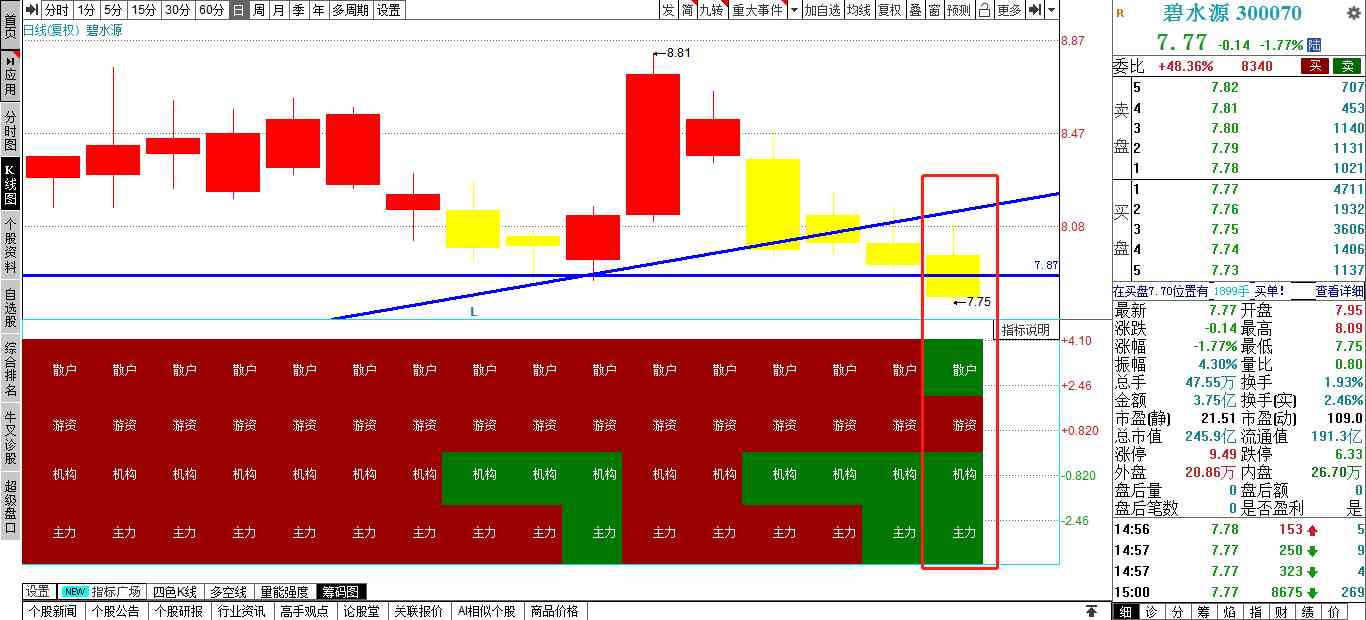 分时 1分 5分 15分 30分 60分 日 周 月 季 年 多周期 设置
发 简 九转 重大事件 加自选 均线 复权 叠 窗 预测 更多
首页
应用
分时图
K线图
个股资料
自选股
综合排名
牛叉诊股
超级盘口
日线(复权) 碧水源
8.81
7.87
7.75
L
8.87
8.47
8.08
指标说明
+4.10
+2.46
+0.820
-0.820
-2.46
散户 散户 散户 散户 散户 散户 散户 散户 散户 散户 散户 散户 散户 散户 散户 散户
游资 游资 游资 游资 游资 游资 游资 游资 游资 游资 游资 游资 游资 游资 游资 游资
机构 机构 机构 机构 机构 机构 机构 机构 机构 机构 机构 机构 机构 机构 机构 机构
主力 主力 主力 主力 主力 主力 主力 主力 主力 主力 主力 主力 主力 主力 主力 主力
设置 NEW 指标广场 四色K线 多空线 量能强度 筹码图
个股新闻 个股公告 个股研报 行业资讯 高手观点 论股堂 关联报价 AI相似个股 商品价格
R 碧水源 300070
7.77 -0.14 -1.77% 陆
委比 +48.36% 8340 买 卖
卖盘
5 7.82 707
4 7.81 453
3 7.80 1140
2 7.79 1131
1 7.78 1021
买盘
1 7.77 4711
2 7.76 1932
3 7.75 3606
4 7.74 1406
5 7.73 1137
在买盘7.70位置有 1899手 买单! 查看详细
最新 7.77 开盘 7.95
涨跌 -0.14 最高 8.09
涨幅 -1.77% 最低 7.75
振幅 4.30% 量比 0.80
总手 47.55万 换手 1.93%
金额 3.75亿 换手(实) 2.46%
市盈(静) 21.51 市盈(动) 109.0
总市值 245.9亿 流通值 191.3亿
涨停 9.49 跌停 6.33
外盘 20.86万 内盘 26.70万
盘后量 0 盘后额 0
盘后笔数 0 是否盈利 是
14:56 7.78 153 5
14:57 7.77 250 9
14:57 7.77 323 4
15:00 7.77 8675 269
细 诊 分 筹 焰 指 财 绩 价